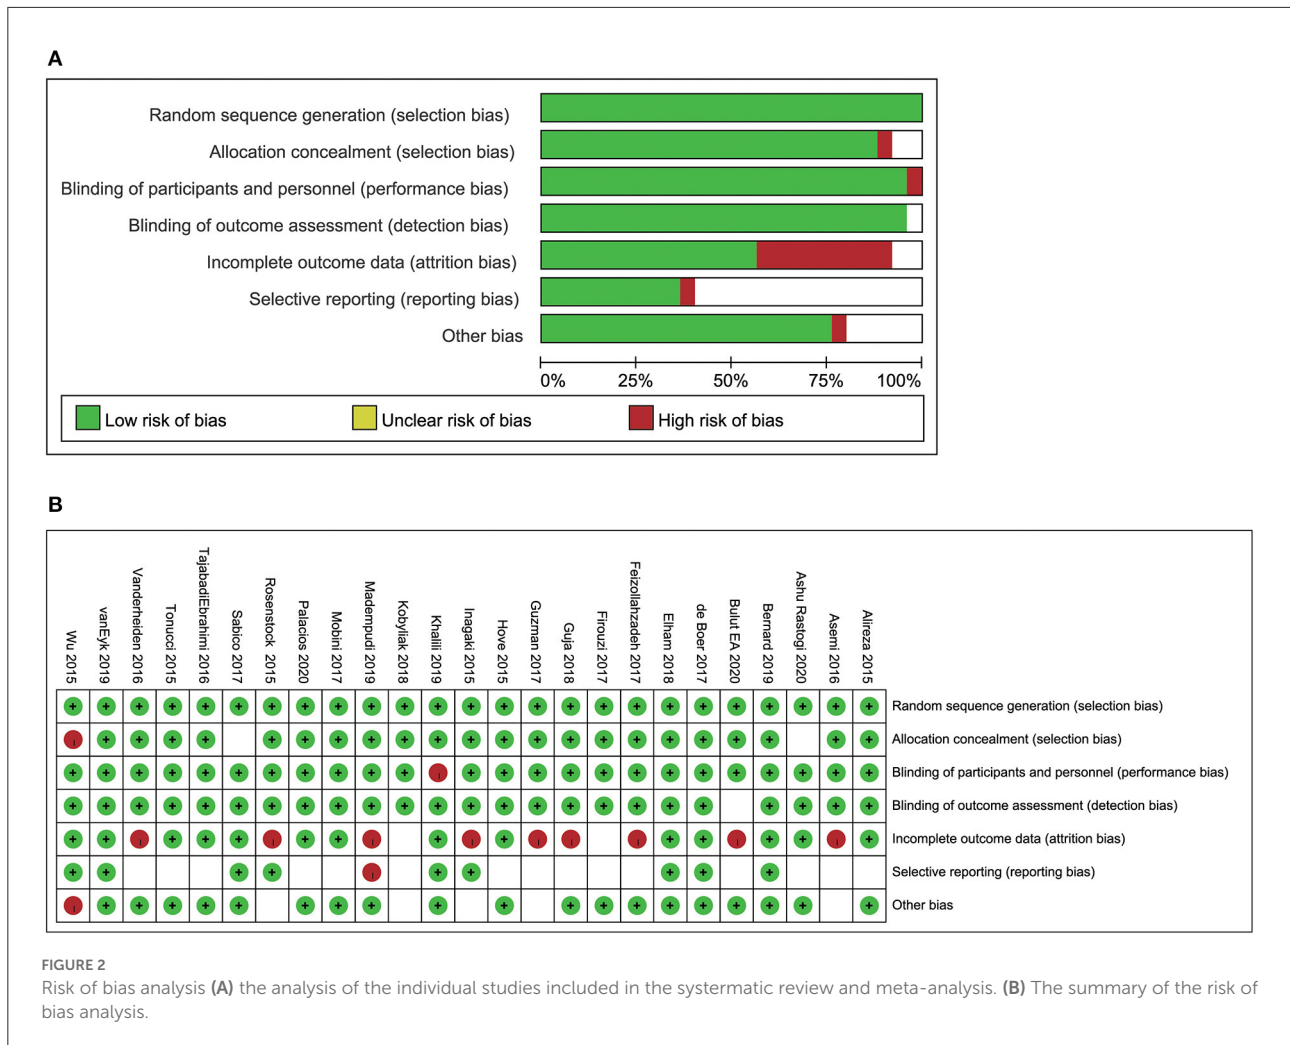 A
Random sequence generation (selection bias)
Allocation concealment (selection bias)
Blinding of participants and personnel (performance bias)
Blinding of outcome assessment (detection bias)
Incomplete outcome data (attrition bias)
Selective reporting (reporting bias)
Other bias
0% 25% 50% 75% 100%
Low risk of bias Unclear risk of bias High risk of bias
B
Wu 2015
vanEyk 2019
Vanderheiden 2016
Tonucci 2015
TajabadiEbrahimi 2016
Sabico 2017
Rosenstock 2015
Palacios 2020
Mobini 2017
Madempudi 2019
Kobyliak 2018
Khalili 2019
Inagaki 2015
Hove 2015
Guzman 2017
Guja 2018
Firouzi 2017
Feizollahzadeh 2017
Elham 2018
de Boer 2017
Bulut EA 2020
Bernard 2019
Ashu Rastogi 2020
Asemi 2016
Alireza 2015
Random sequence generation (selection bias)
Allocation concealment (selection bias)
Blinding of participants and personnel (performance bias)
Blinding of outcome assessment (detection bias)
Incomplete outcome data (attrition bias)
Selective reporting (reporting bias)
Other bias
FIGURE 2
Risk of bias analysis (A) the analysis of the individual studies included in the systermatic review and meta-analysis. (B) The summary of the risk of
bias analysis.